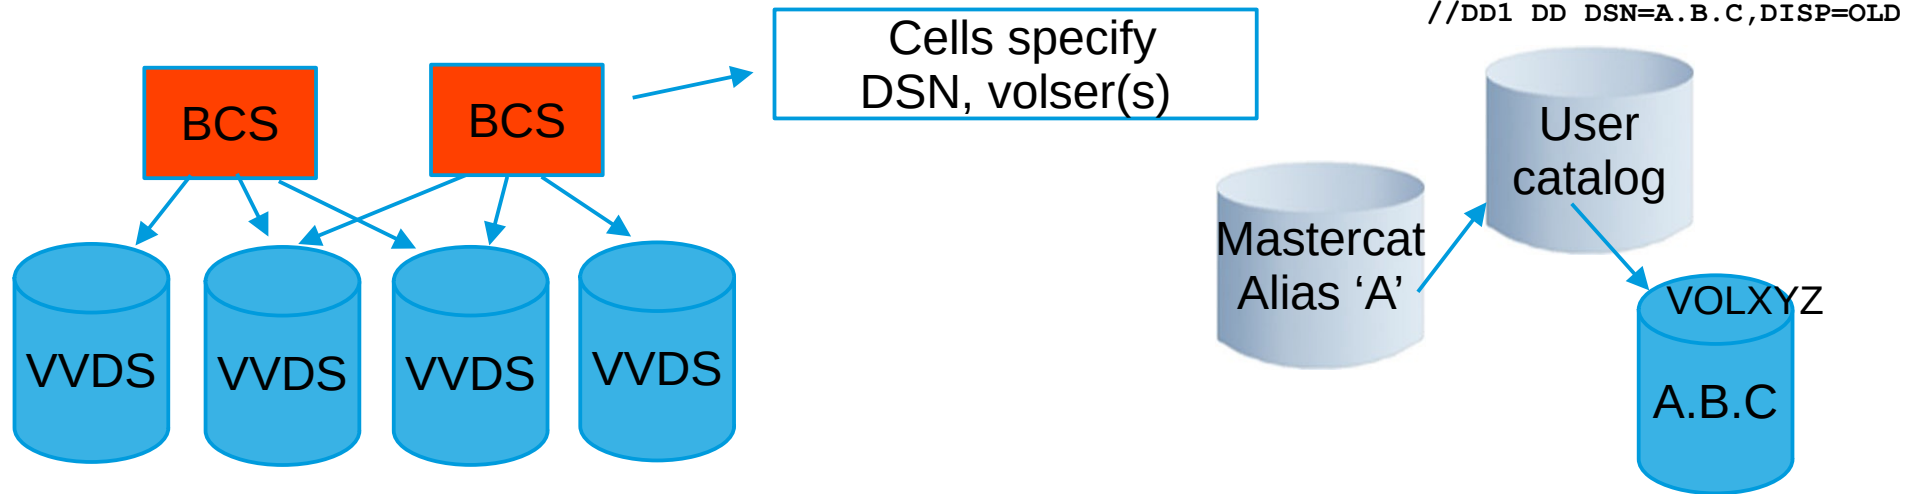 //DD1 DD DSN=A.B.C,DISP=OLD
Cells specify
DSN, volser(s)
BCS
BCS
VVDS
VVDS
VVDS
VVDS
User
catalog
Mastercat
Alias ‘A’
VOLXYZ
A.B.C